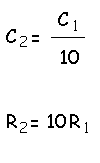 C₂ = C₁/10
R₂ = 10R₁